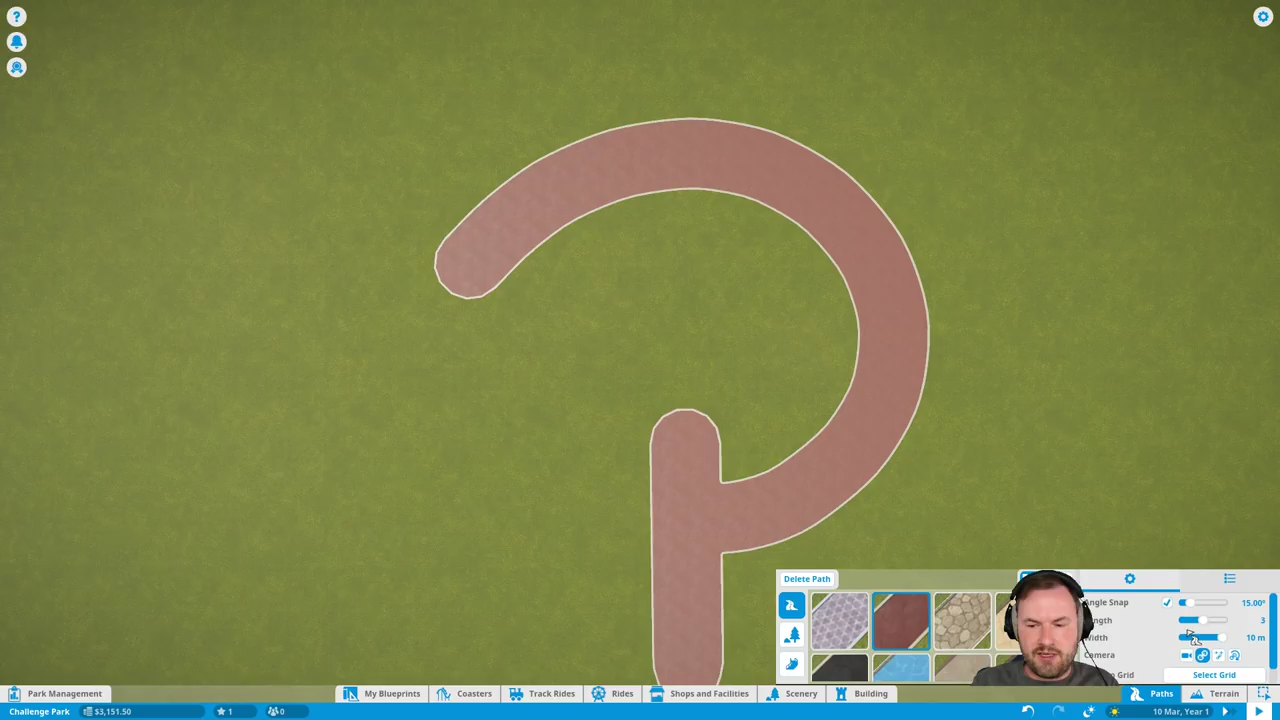 Delete Path
Angle Snap
15.00°
3
Width
10 m
Camera
Grid
Select Grid
Park Management
My Blueprints
Coasters
Track Rides
Rides
Shops and Facilities
Scenery
Building
Paths
Terrain
Challenge Park
$3,151.50
1
0
10 Mar, Year 1